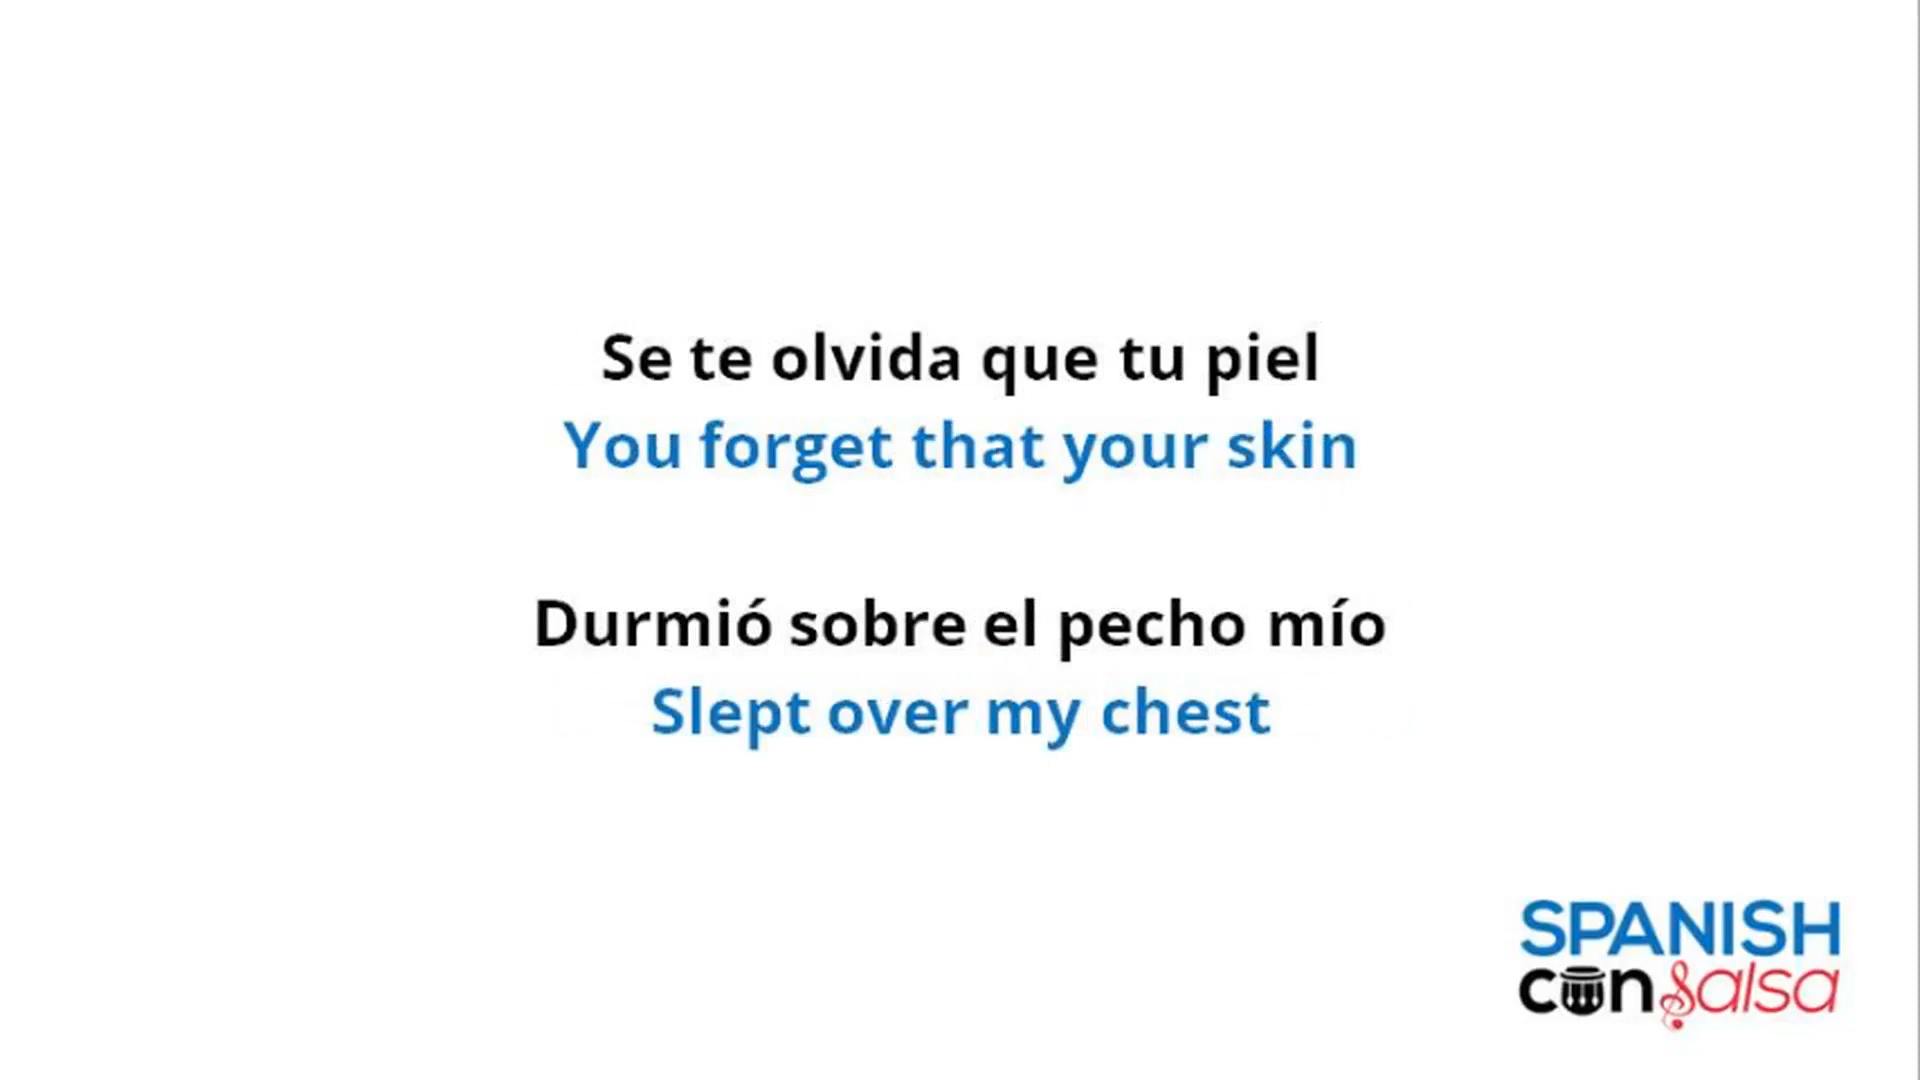 Se te olvida que tu piel
You forget that your skin
Durmió sobre el pecho mío
Slept over my chest
SPANISH
con salsa